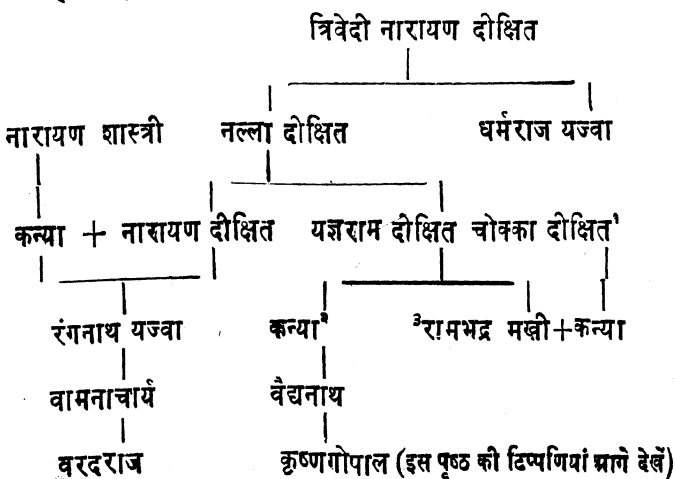 त्रिवेदी नारायण दीक्षित
नारायण शास्त्री नल्ला दीक्षित धर्मराज यज्वा
कन्या + नारायण दीक्षित यज्ञराम दीक्षित चोक्का दीक्षित¹
रंगनाथ यज्वा कन्या² ³रामभद्र मखी+कन्या
वामनाचार्य वैद्यनाथ
वरदराज कृष्णगोपाल (इस पृष्ठ की टिप्पणियां आगे देखें)